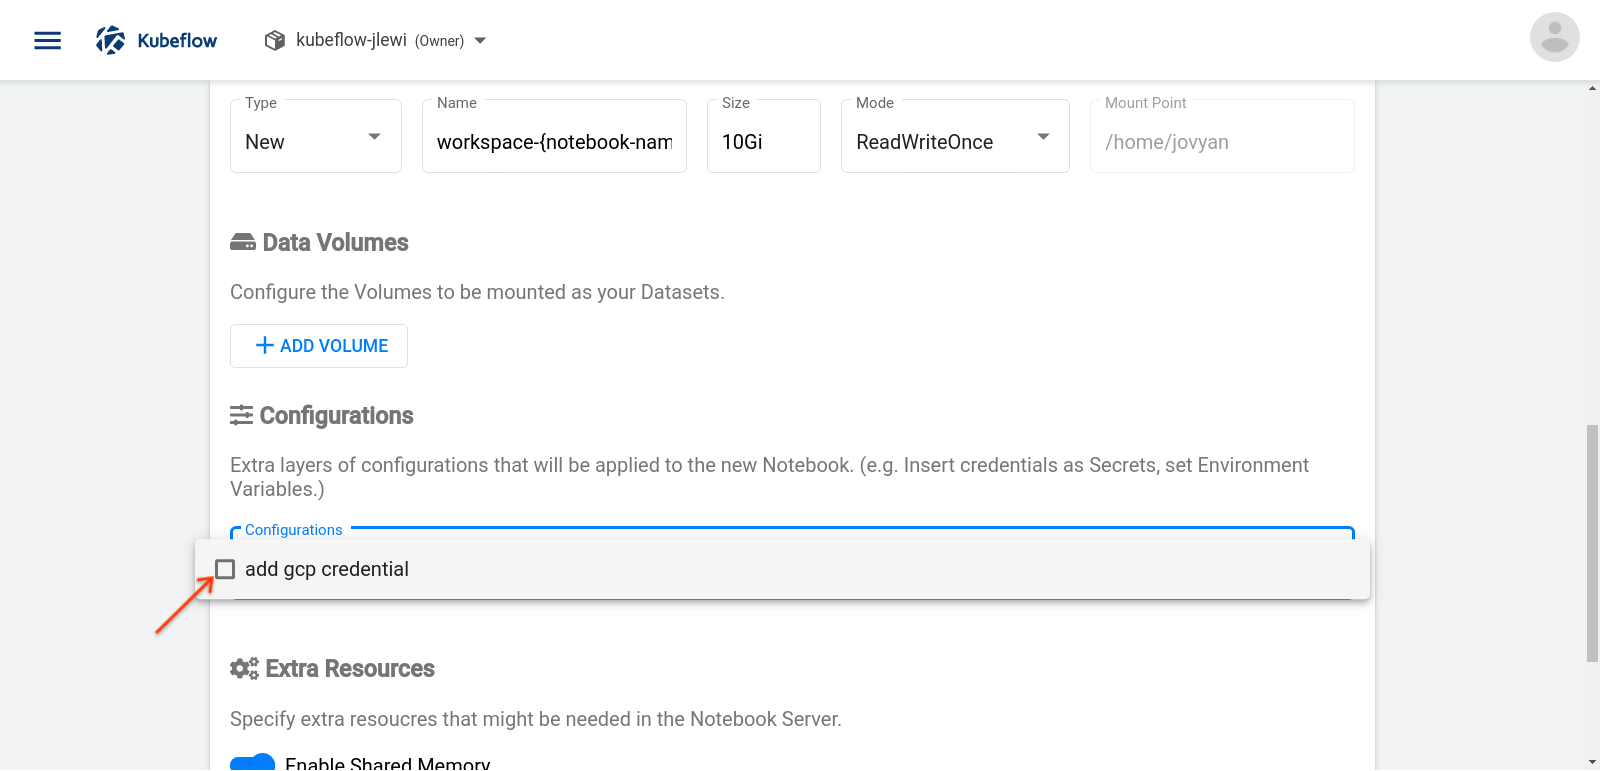 Kubeflow
kubeflow-jlewi (Owner)
Type
Name
Size
Mode
Mount Point
New
workspace-{notebook-nam
10Gi
ReadWriteOnce
/home/jovyan
Data Volumes
Configure the Volumes to be mounted as your Datasets.
ADD VOLUME
Configurations
Extra layers of configurations that will be applied to the new Notebook. (e.g. Insert credentials as Secrets, set Environment
Variables.)
Configurations
add gcp credential
Extra Resources
Specify extra resoucres that might be needed in the Notebook Server.
Enable Shared Memory